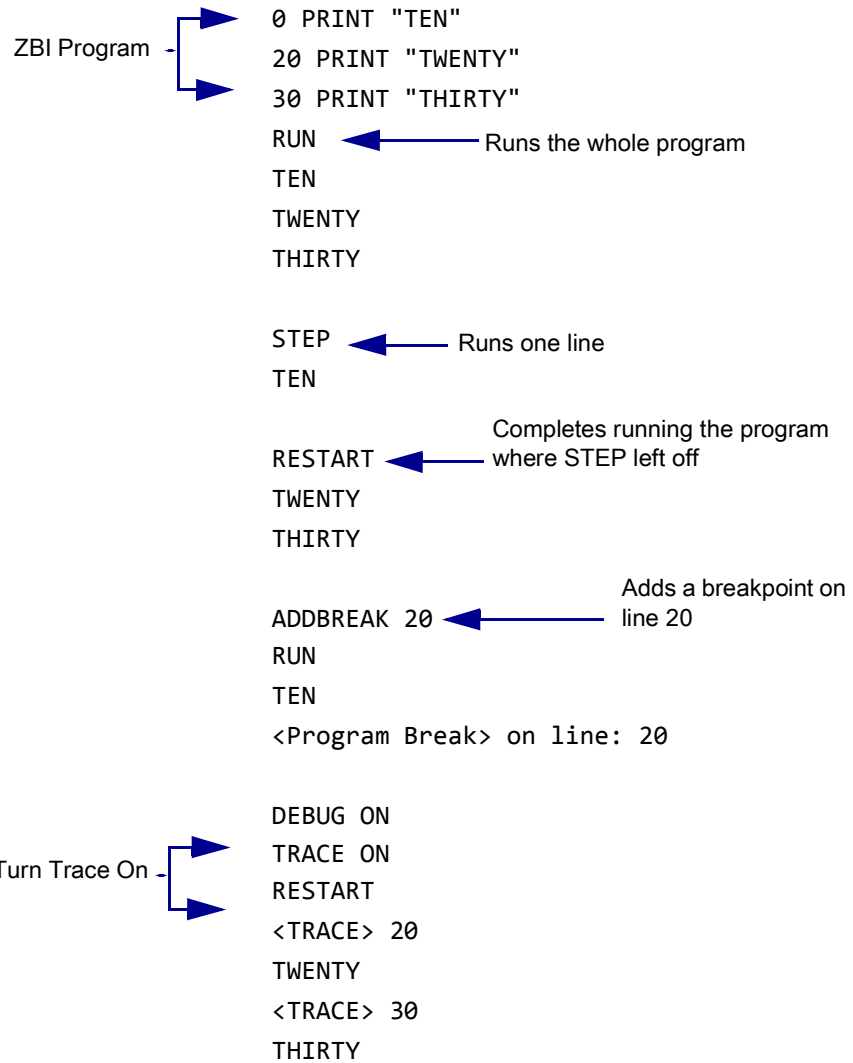 0 PRINT "TEN"
ZBI Program
20 PRINT "TWENTY"
30 PRINT "THIRTY"
RUN
Runs the whole program
TEN
TWENTY
THIRTY
STEP
Runs one line
TEN
Completes running the program
where STEP left off
RESTART
TWENTY
THIRTY
Adds a breakpoint on
line 20
ADDBREAK 20
RUN
TEN
<Program Break> on line: 20
DEBUG ON
Turn Trace On
TRACE ON
RESTART
<TRACE> 20
TWENTY
<TRACE> 30
THIRTY